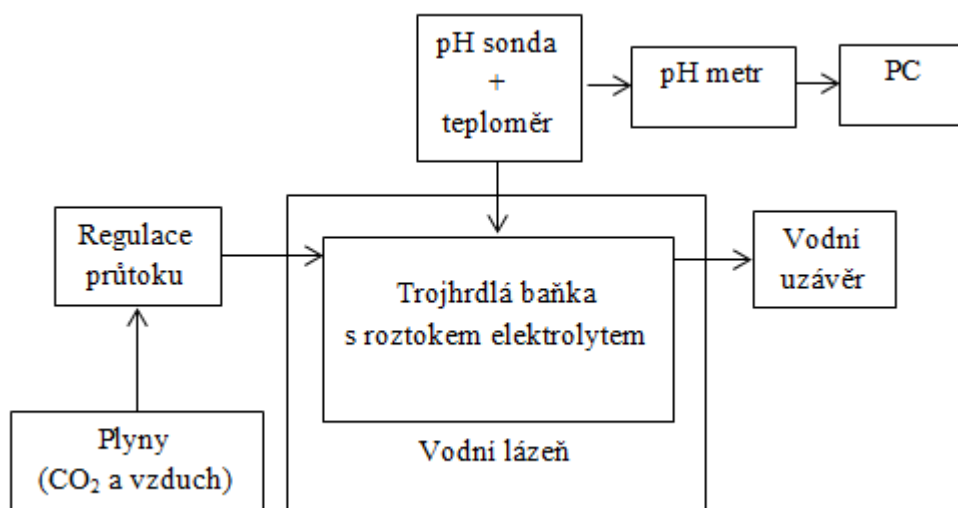 pH sonda
+
teploměr
pH metr
PC
Regulace
průtoku
Trojhrdlá baňka
s roztokem elektrolytem
Vodní
uzávěr
Plyny
(CO₂ a vzduch)
Vodní lázeň